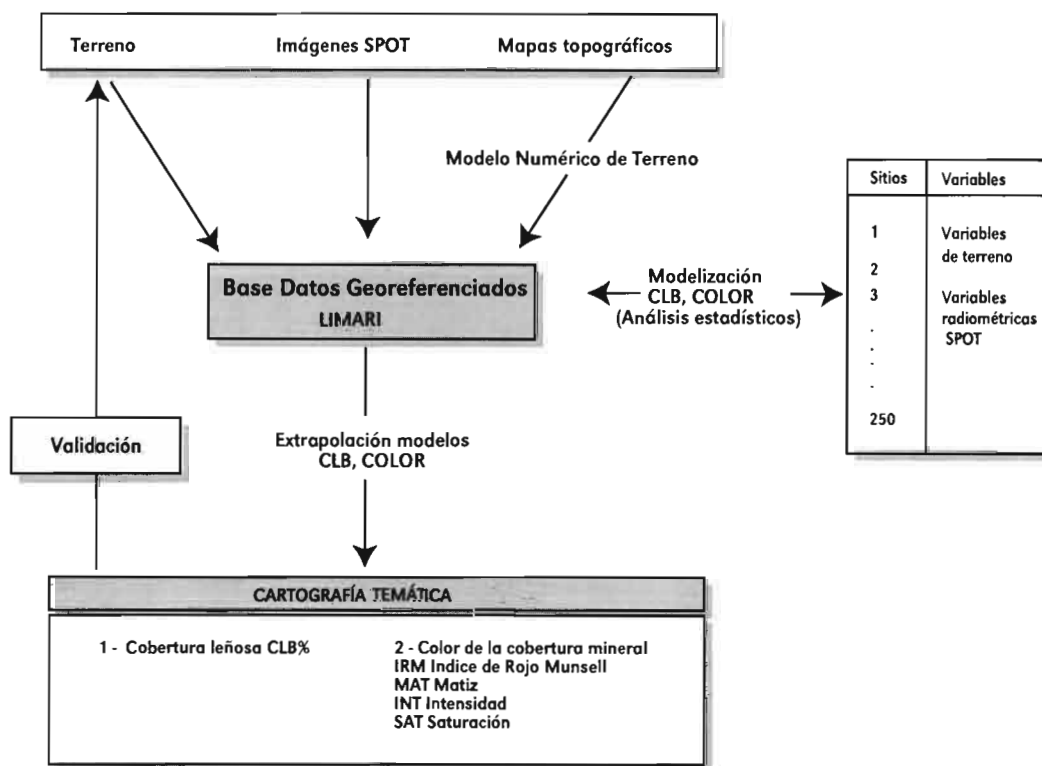 Terreno
Imágenes SPOT
Mapas topográficos
Modelo Numérico de Terreno
Base Datos Georeferenciados
LIMARI
Modelización
CLB, COLOR
(Análisis estadísticos)
Sitios
Variables
1
Variables
de terreno
2
3
Variables
radiométricas
SPOT
.
.
.
.
250
Validación
Extrapolación modelos
CLB, COLOR
CARTOGRAFÍA TEMÁTICA
1 - Cobertura leñosa CLB%
2 - Color de la cobertura mineral
IRM Indice de Rojo Munsell
MAT Matiz
INT Intensidad
SAT Saturación